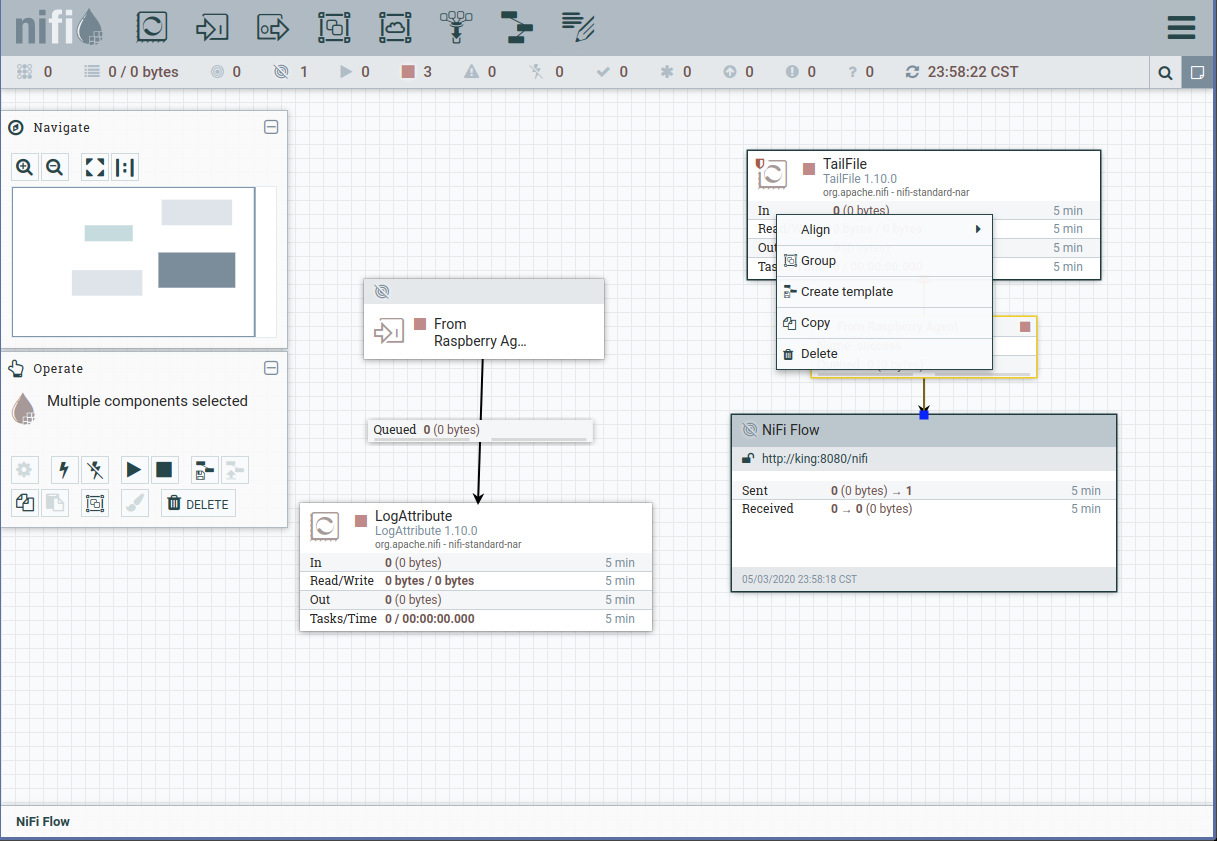 nifi
0
0 / 0 bytes
0
1
0
3
0
0
0
0
0
0
? 0
23:58:22 CST
Navigate
Operate
Multiple components selected
DELETE
From
Raspberry Ag...
Queued 0 (0 bytes)
LogAttribute
LogAttribute 1.10.0
org.apache.nifi - nifi-standard-nar
In 0 (0 bytes) 5 min
Read/Write 0 bytes / 0 bytes 5 min
Out 0 (0 bytes) 5 min
Tasks/Time 0 / 00:00:00.000 5 min
TailFile
TailFile 1.10.0
org.apache.nifi - nifi-standard-nar
In 0 (0 bytes) 5 min
Rea 5 min
Out 5 min
Tas 5 min
Align
Group
Create template
Copy
Delete
NiFi Flow
http://king:8080/nifi
Sent 0 (0 bytes) → 1 5 min
Received 0 → 0 (0 bytes) 5 min
05/03/2020 23:58:18 CST
NiFi Flow